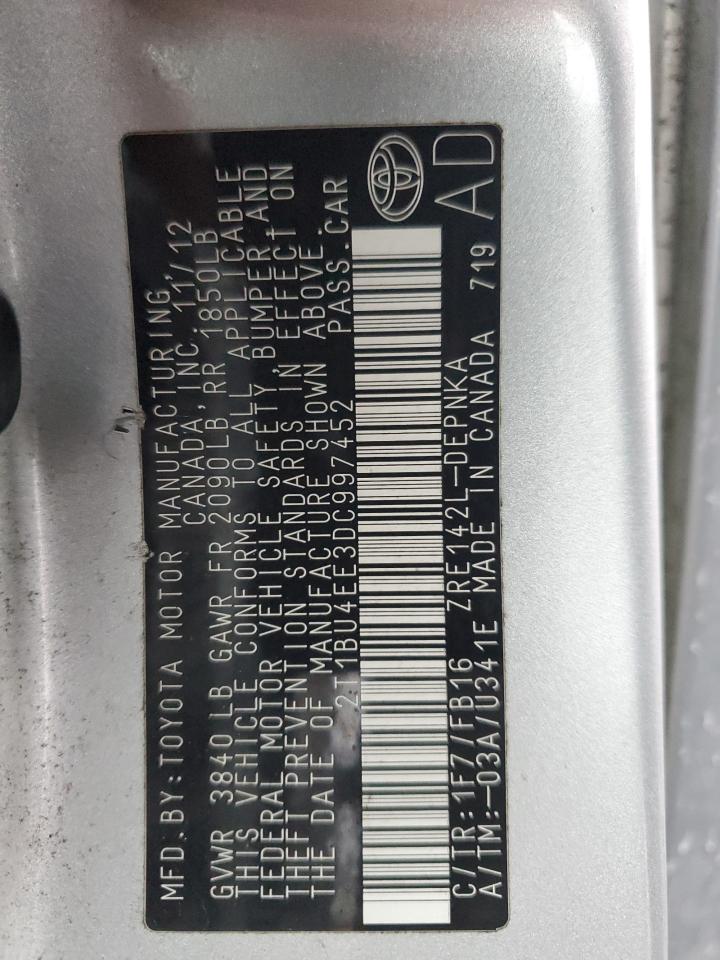 MFD. BY: TOYOTA MOTOR MANUFACTURING,
CANADA, INC. 11/12
GVWR 3840LB GAWR FR 2090LB, RR 1850LB
THIS VEHICLE CONFORMS TO ALL APPLICABLE
FEDERAL MOTOR VEHICLE SAFETY, BUMPER AND
THEFT PREVENTION STANDARDS IN EFFECT ON
THE DATE OF MANUFACTURE SHOWN ABOVE.
2T1BU4EE3DC997452 PASS. CAR
C/TR: 1F7/FB16 ZRE142L-DEPNKA
A/TM: -03A/U341E MADE IN CANADA 719
AD